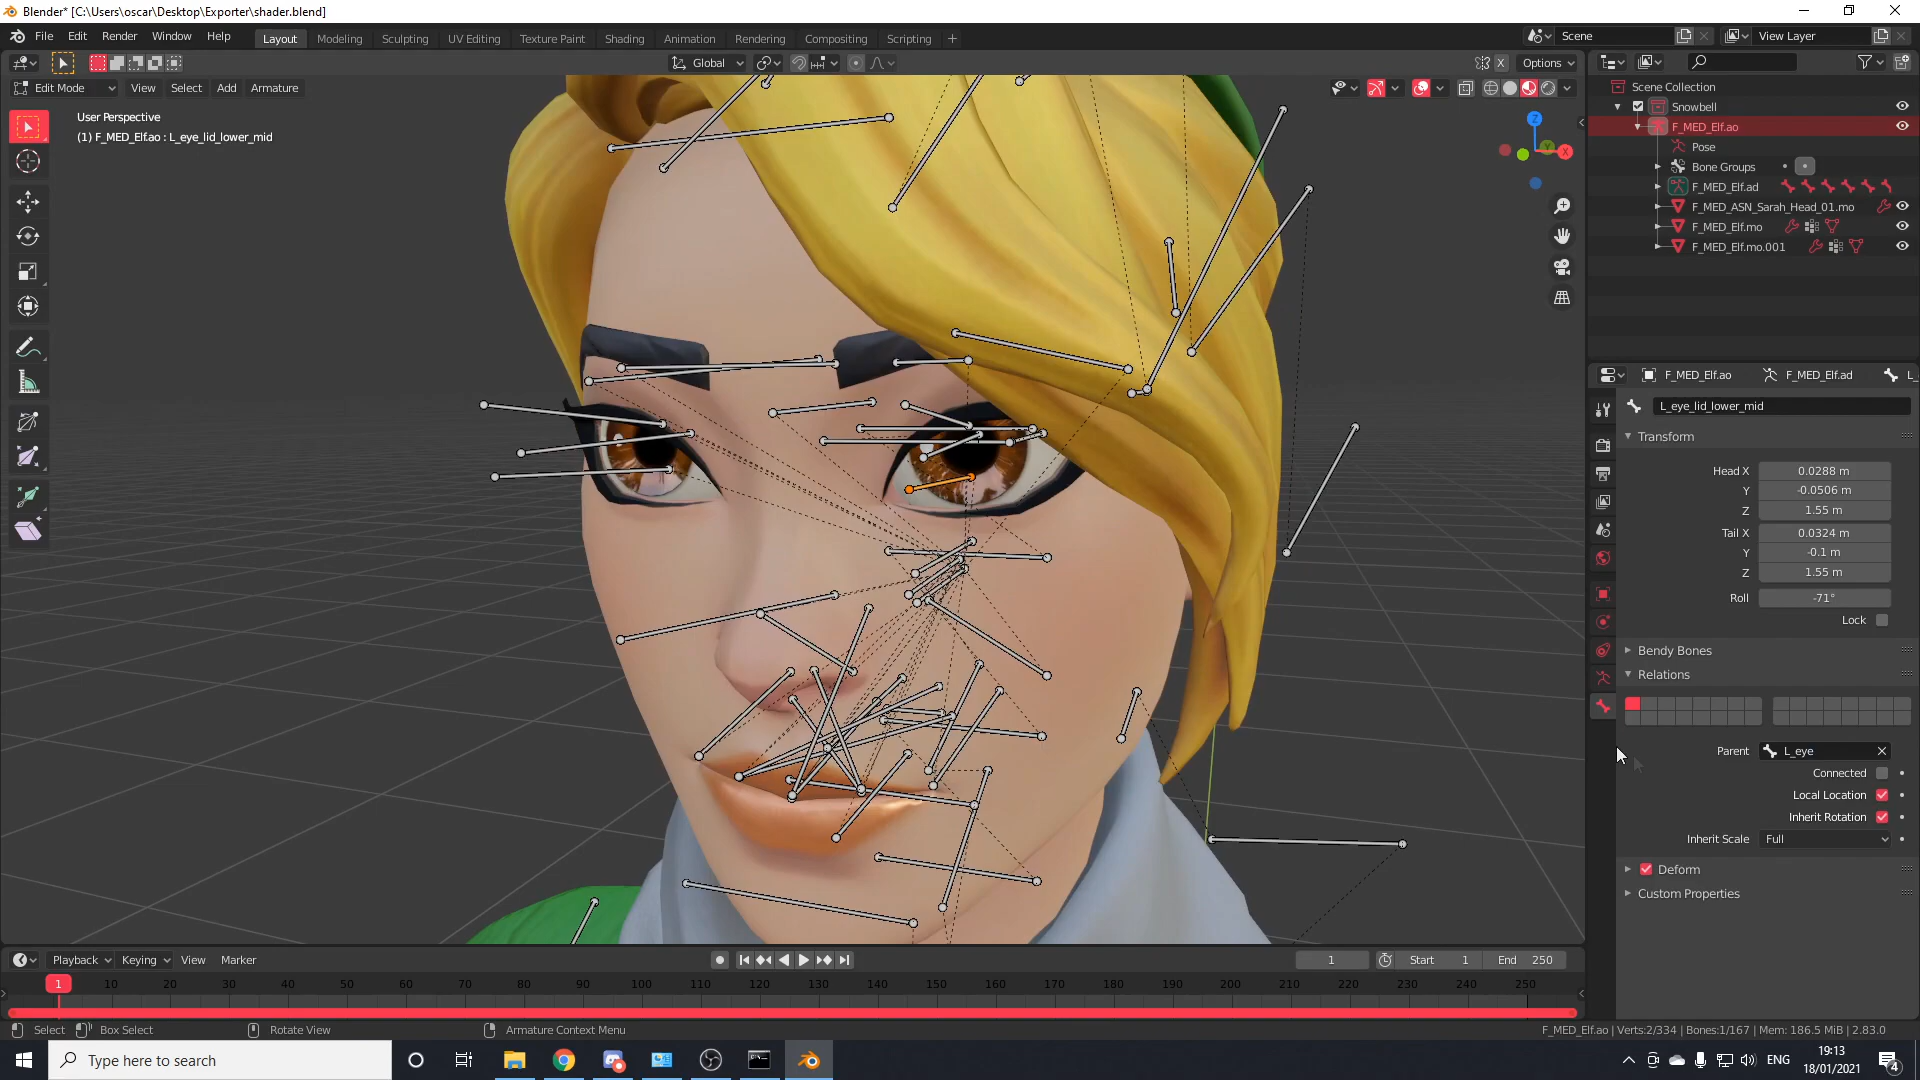 Blender* [C:\Users\oscar\Desktop\Exporter\shader.blend]
File Edit Render Window Help Layout Modeling Sculpting UV Editing Texture Paint Shading Animation Rendering Compositing Scripting + Scene View Layer
Global Options
Edit Mode View Select Add Armature
User Perspective
(1) F_MED_Elf.ao : L_eye_lid_lower_mid
Z
Y
X
X
Scene Collection
Snowbell
F_MED_Elf.ao
Pose
Bone Groups
F_MED_Elf.ad
F_MED_ASN_Sarah_Head_01.mo
F_MED_Elf.mo
F_MED_Elf.mo.001
F_MED_Elf.ao F_MED_Elf.ad L_
L_eye_lid_lower_mid
Transform
Head X 0.0288 m
Y -0.0506 m
Z 1.55 m
Tail X 0.0324 m
Y -0.1 m
Z 1.55 m
Roll -71°
Lock
Bendy Bones
Relations
Parent L_eye
Connected
Local Location
Inherit Rotation
Inherit Scale Full
Deform
Custom Properties
Playback Keying View Marker 1 Start 1 End 250
1 10 20 30 40 50 60 70 80 90 100 110 120 130 140 150 160 170 180 190 200 210 220 230 240 250
Select Box Select Rotate View Armature Context Menu F_MED_Elf.ao | Verts:2/334 | Bones:1/167 | Mem: 186.5 MiB | 2.83.0
Type here to search
ENG
19:13
18/01/2021
4